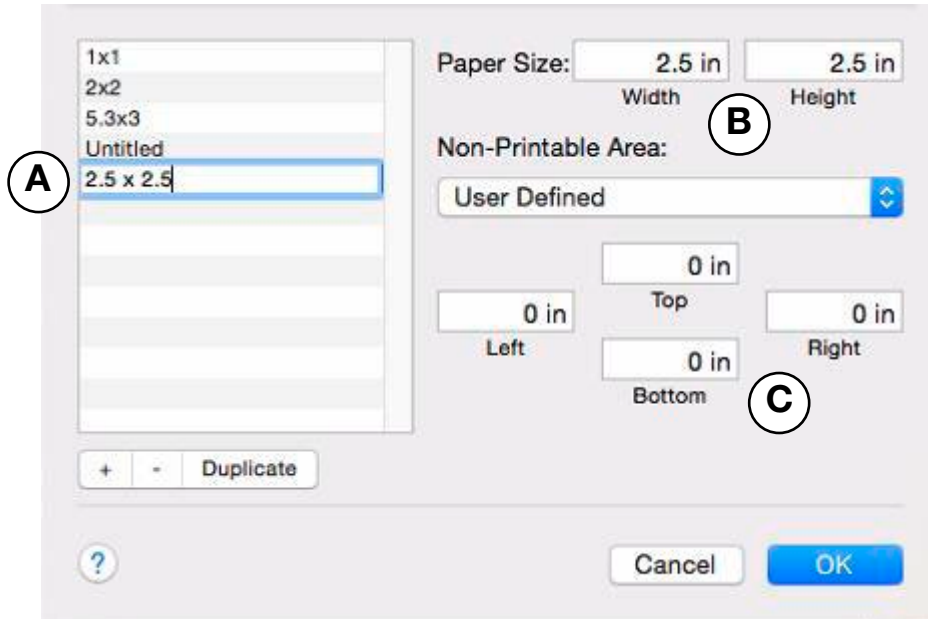 1x1
2x2
5.3x3
Untitled
A
2.5 x 2.5
+ - Duplicate
Paper Size: 2.5 in 2.5 in
Width Height
B
Non-Printable Area:
User Defined
0 in
Top
0 in 0 in
Left Right
0 in
Bottom
C
? Cancel OK